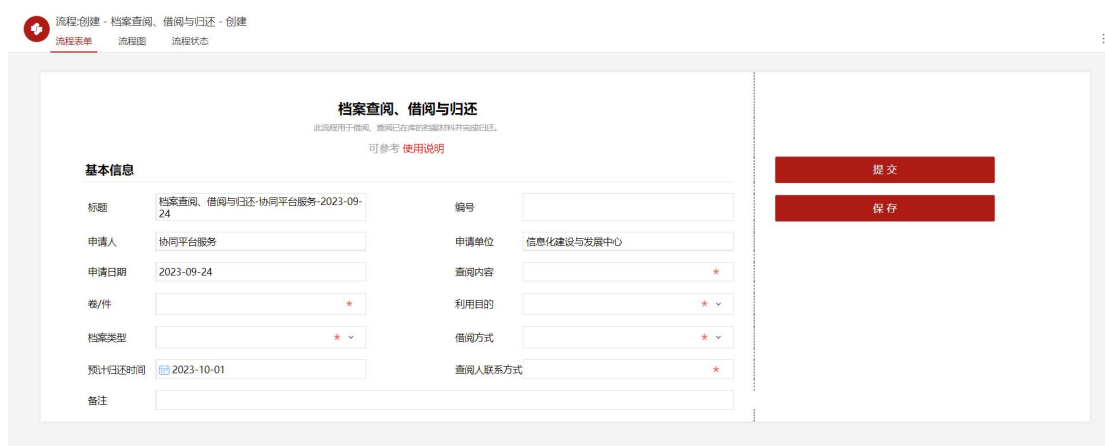 流程:创建 - 档案查阅、借阅与归还 - 创建
流程表单 流程图 流程状态
档案查阅、借阅与归还
此流程用于借阅、查阅已在库的档案材料并完成归还。
可参考 使用说明
基本信息
提 交
标题 档案查阅、借阅与归还-协同平台服务-2023-09-
24
编号
保 存
申请人 协同平台服务 申请单位 信息化建设与发展中心
申请日期 2023-09-24 查阅内容 *
卷/件 * 利用目的 *
档案类型 * 借阅方式 *
预计归还时间 2023-10-01 查阅人联系方式 *
备注